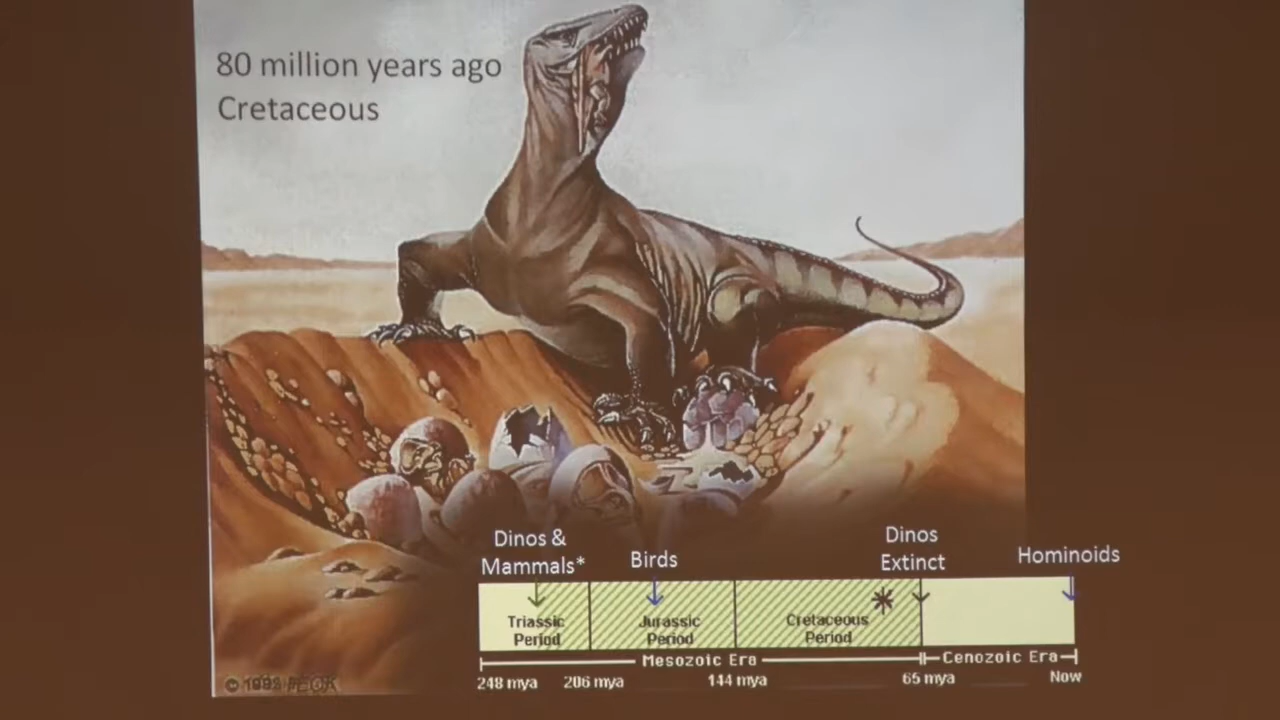 80 million years ago
Cretaceous
Dinos &
Mammals*
Birds
Dinos
Extinct
Hominoids
Triassic
Period
Jurassic
Period
Cretaceous
Period
Mesozoic Era
Cenozoic Era
248 mya
206 mya
144 mya
65 mya
Now
©